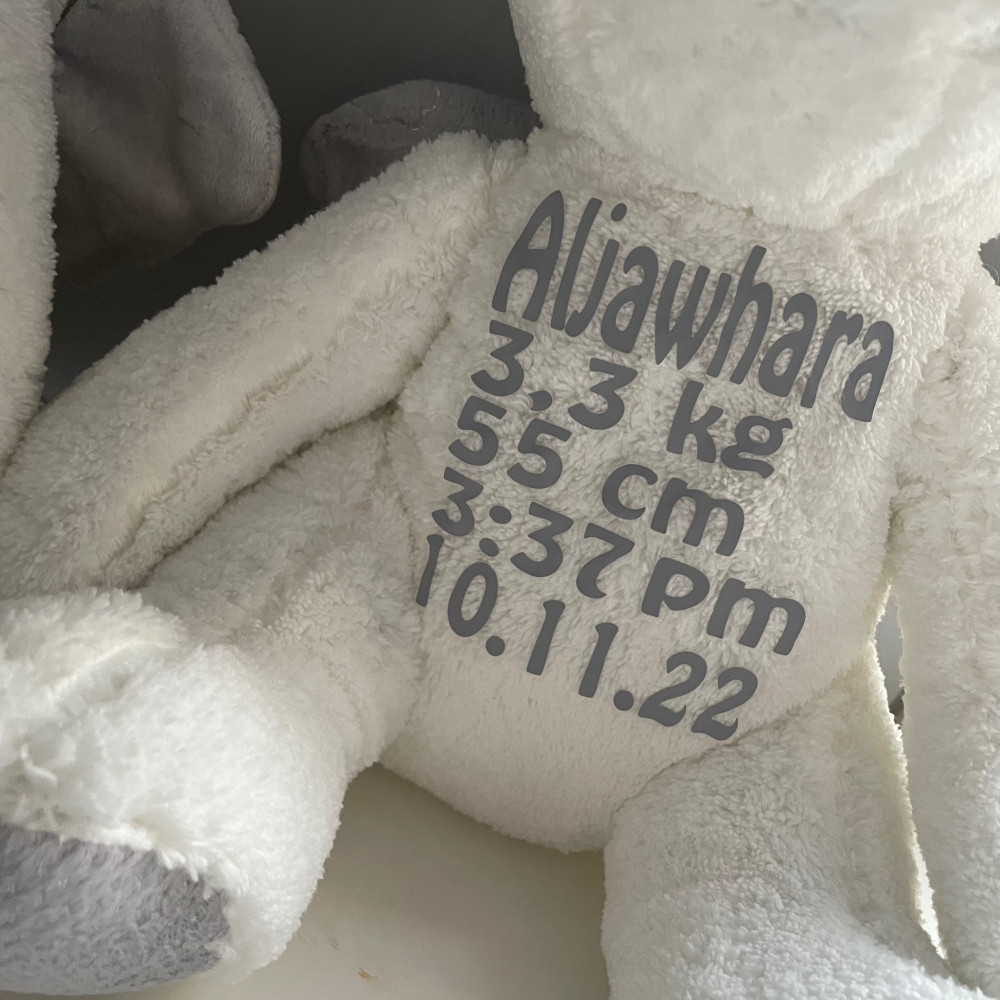 Aljawhara
3,3 kg
55 cm
3:37 pm
10.11.22